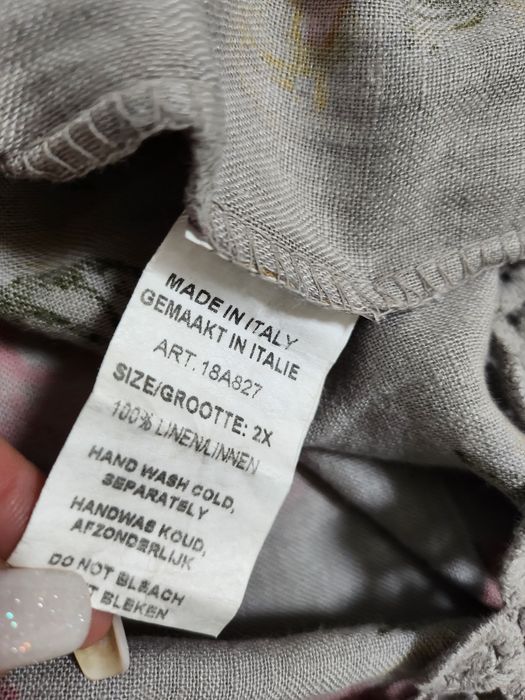 MADE IN ITALY
GEMAAKT IN ITALIE
ART. 18A827
SIZE/GROOTTE: 2X
100% LINEN/LINNEN
HAND WASH COLD,
SEPARATELY
HANDWAS KOUD,
AFZONDERLIJK
DO NOT BLEACH
BLEKEN